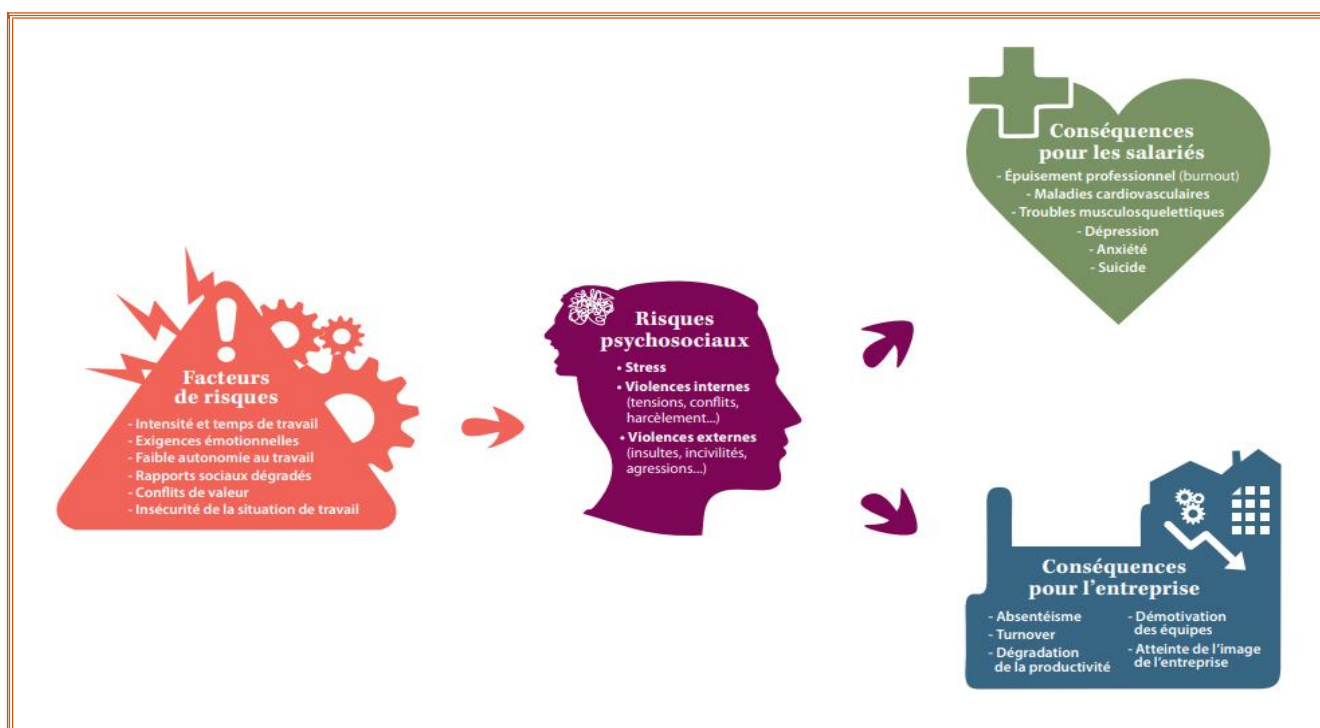 Facteurs
de risques
- Intensité et temps de travail
- Exigences émotionnelles
- Faible autonomie au travail
- Rapports sociaux dégradés
- Conflits de valeur
- Insécurité de la situation de travail
Risques
psychosociaux
• Stress
• Violences internes
(tensions, conflits,
harcèlement...)
• Violences externes
(insultes, incivilités,
agressions...)
Conséquences
pour les salariés
- Épuisement professionnel (burnout)
- Maladies cardiovasculaires
- Troubles musculosquelettiques
- Dépression
- Anxiété
- Suicide
Conséquences
pour l'entreprise
- Absentéisme
- Turnover
- Dégradation
de la productivité
- Démotivation
des équipes
- Atteinte de l'image
de l'entreprise